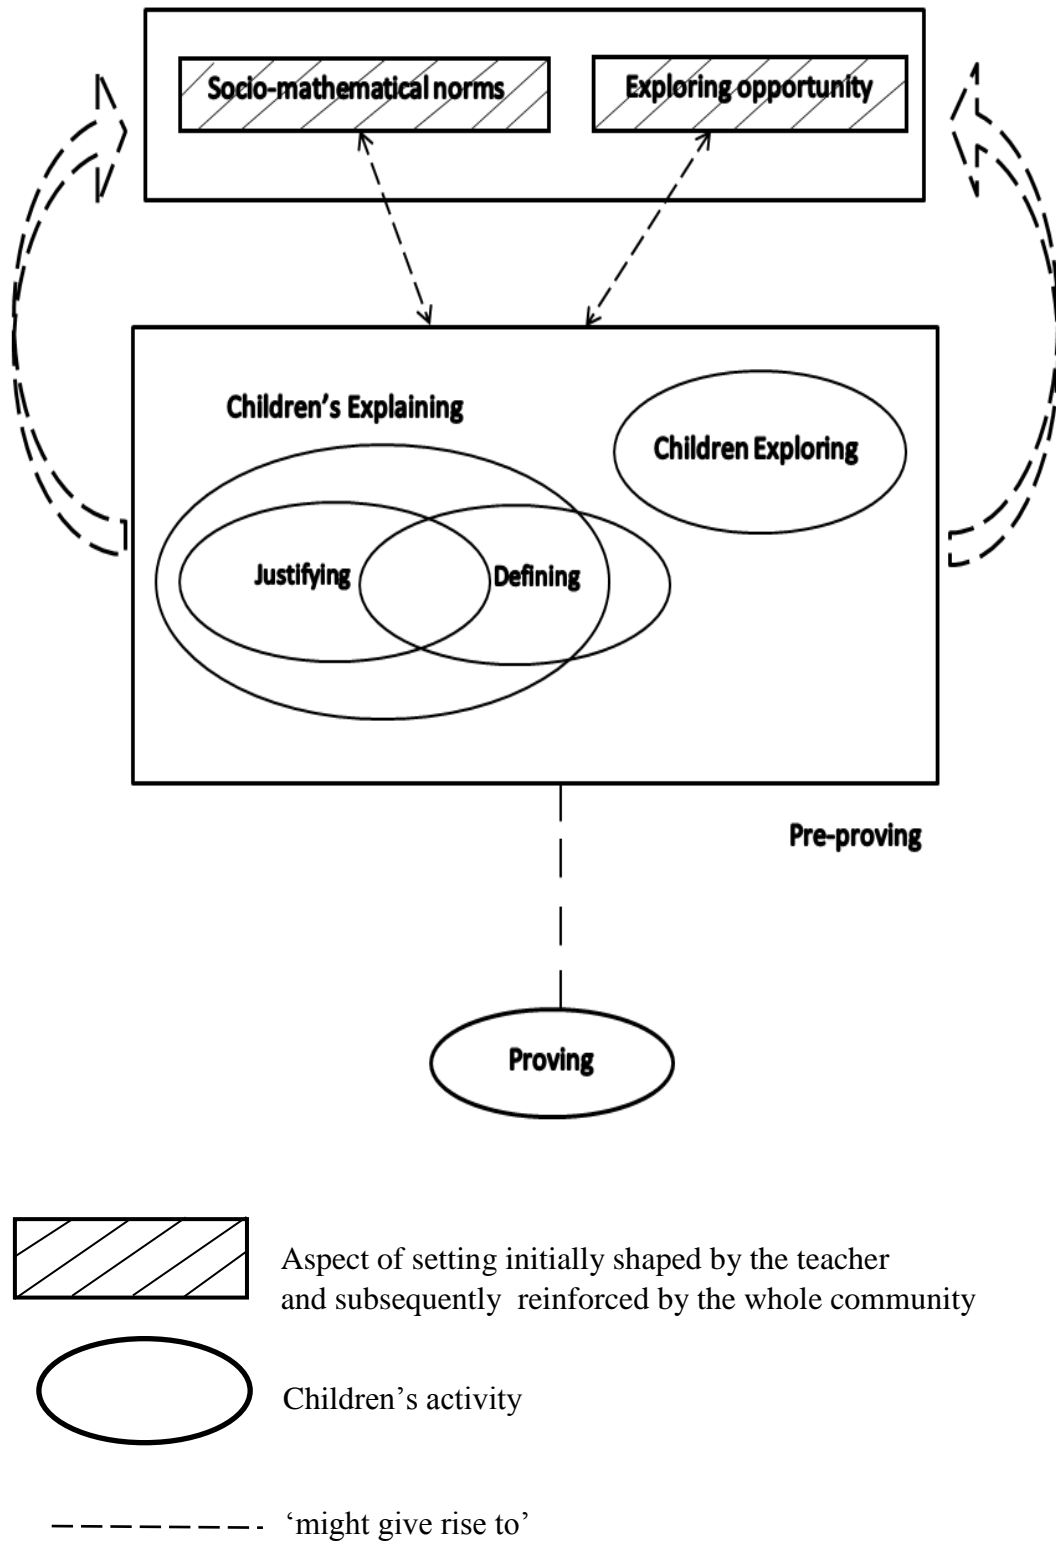 Socio-mathematical norms
Exploring opportunity
Children's Explaining
Children Exploring
Justifying
Defining
Pre-proving
Proving
Aspect of setting initially shaped by the teacher
and subsequently reinforced by the whole community
Children's activity
‘might give rise to’